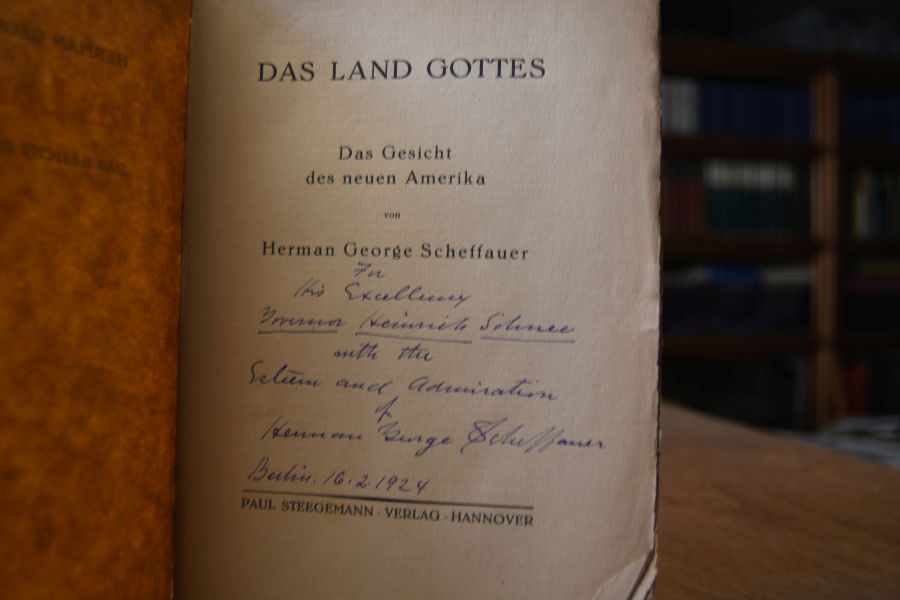 DAS LAND GOTTES
Das Gesicht
des neuen Amerika
von
Herman George Scheffauer
For
His Excellency
Governor Heinrich Schnee
with the
Esteem and Admiration
of
Herman George Scheffauer
Berlin. 16.2.1924
PAUL STEEGEMANN · VERLAG · HANNOVER